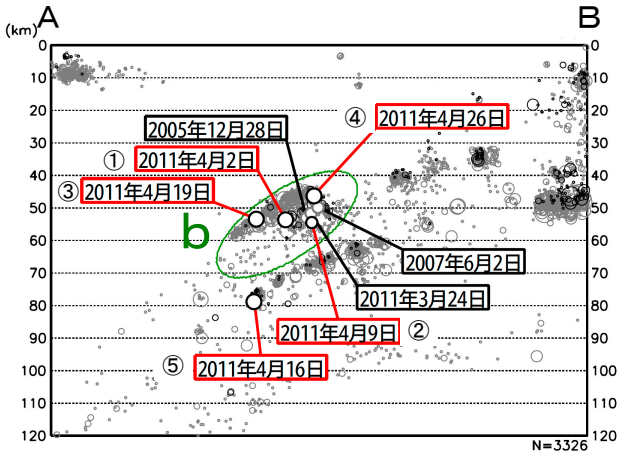 A B
(km)
0 0
10 10
20 20
④ 2011年4月26日
2005年12月28日
30 30
① 2011年4月2日
40 40
③ 2011年4月19日
50 50
b
60 60
2007年6月2日
70 70
2011年3月24日
80 80
2011年4月9日 ②
90 90
⑤ 2011年4月16日
100 100
110 110
120 120
N=3326